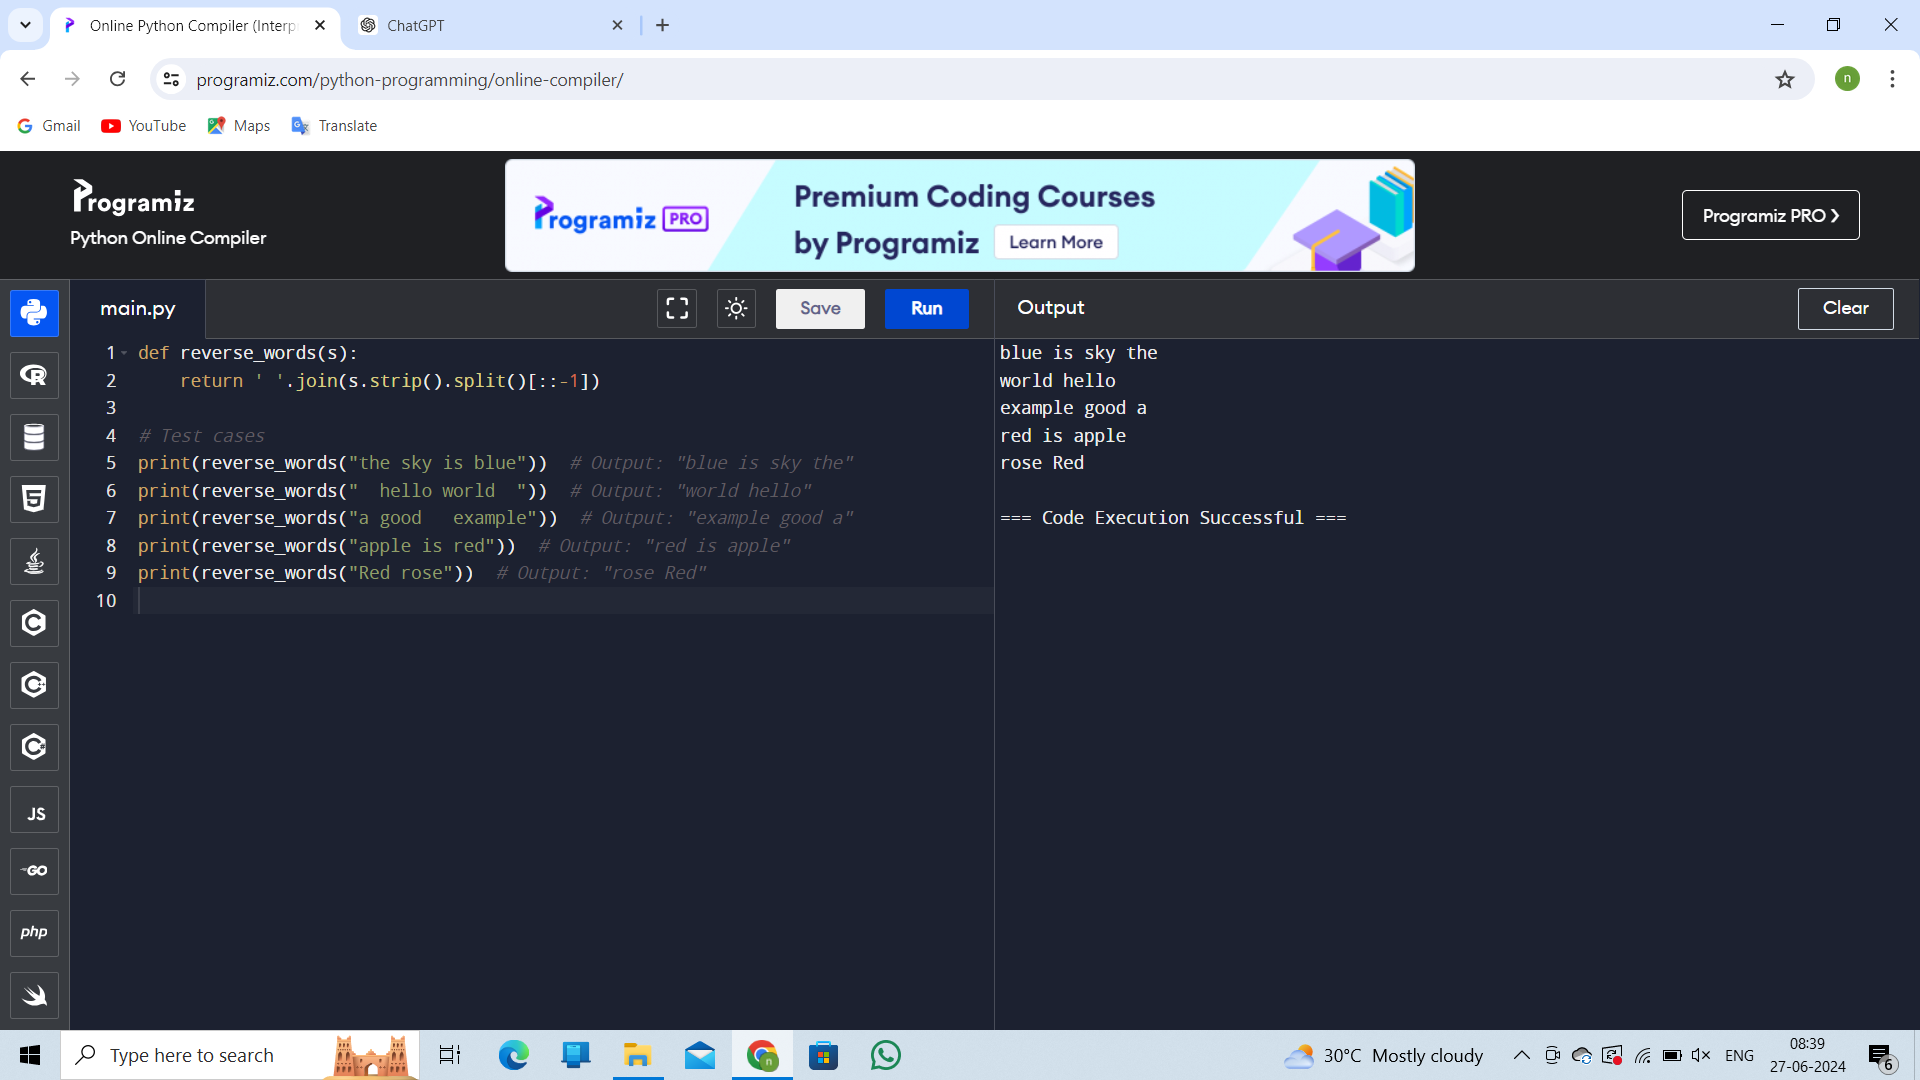 Online Python Compiler (Interp
ChatGPT
programiz.com/python-programming/online-compiler/
n
Gmail
YouTube
Maps
Translate
Programiz
Python Online Compiler
Programiz PRO
Premium Coding Courses
by Programiz
Learn More
Programiz PRO ❯
main.py
Save
Run
Output
Clear
1 def reverse_words(s):
2     return ' '.join(s.strip().split()[::-1])
3
4 # Test cases
5 print(reverse_words("the sky is blue"))  # Output: "blue is sky the"
6 print(reverse_words("  hello world  "))  # Output: "world hello"
7 print(reverse_words("a good   example"))  # Output: "example good a"
8 print(reverse_words("apple is red"))  # Output: "red is apple"
9 print(reverse_words("Red rose"))  # Output: "rose Red"
10
blue is sky the
world hello
example good a
red is apple
rose Red
=== Code Execution Successful ===
R
5
C
C++
C#
JS
GO
php
Type here to search
30°C Mostly cloudy
ENG
08:39
27-06-2024
6